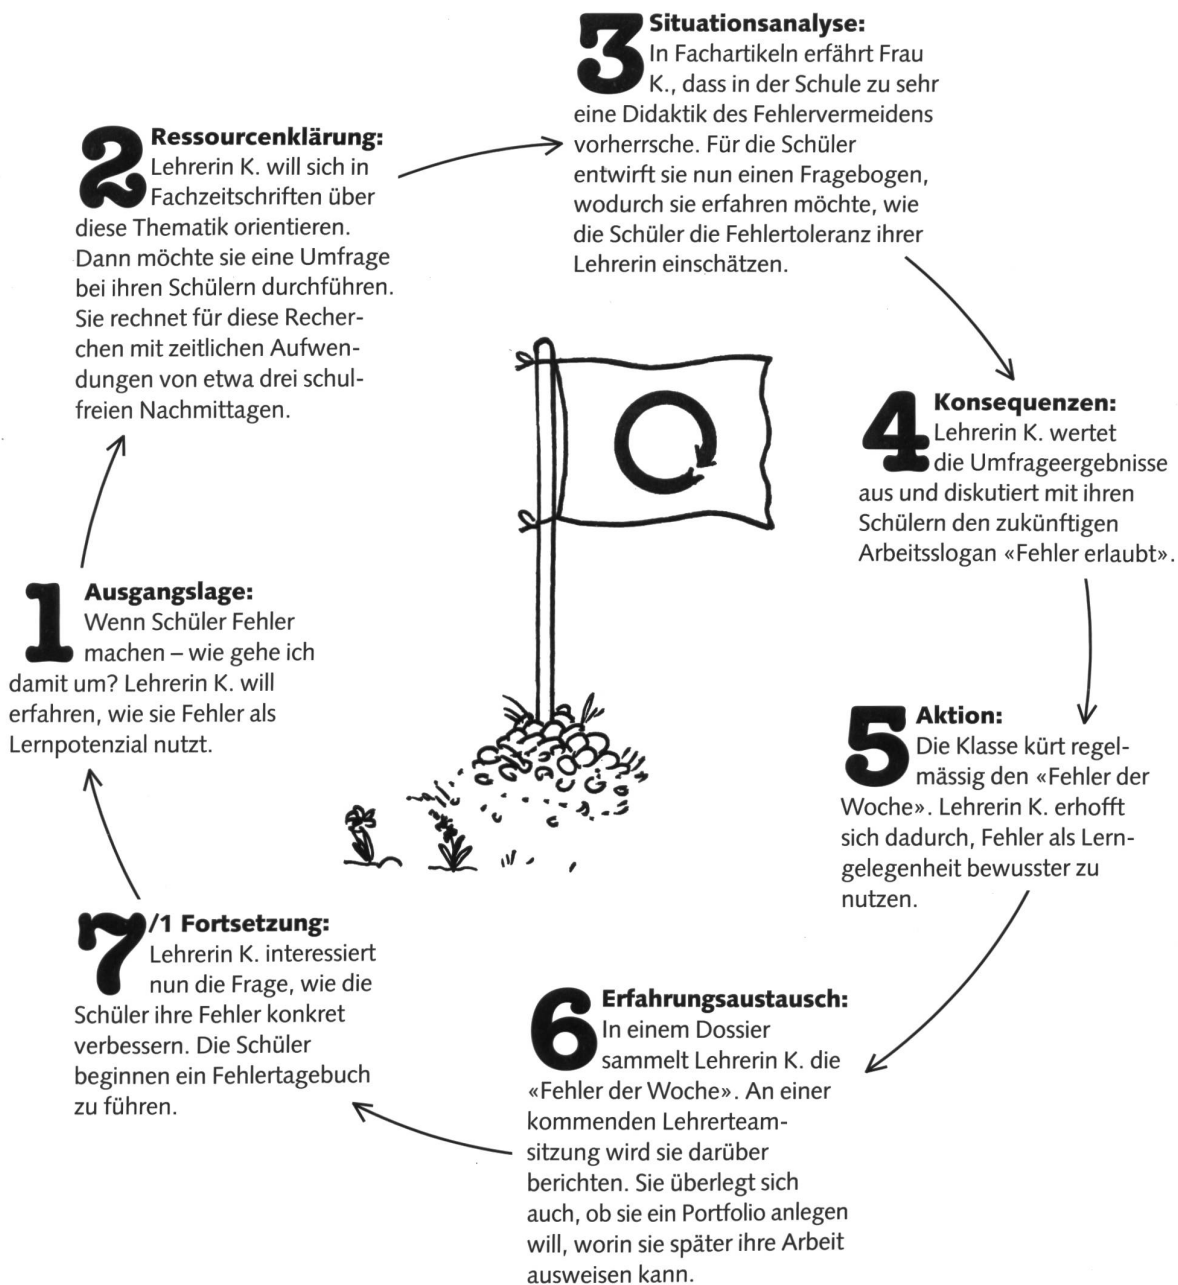 1 Ausgangslage:
Wenn Schüler Fehler
machen – wie gehe ich
damit um? Lehrerin K. will
erfahren, wie sie Fehler als
Lernpotenzial nutzt.
2 Ressourcenklärung:
Lehrerin K. will sich in
Fachzeitschriften über
diese Thematik orientieren.
Dann möchte sie eine Umfrage
bei ihren Schülern durchführen.
Sie rechnet für diese Recher-
chen mit zeitlichen Aufwen-
dungen von etwa drei schul-
freien Nachmittagen.
3 Situationsanalyse:
In Fachartikeln erfährt Frau
K., dass in der Schule zu sehr
eine Didaktik des Fehlervermeidens
vorherrsche. Für die Schüler
entwirft sie nun einen Fragebogen,
wodurch sie erfahren möchte, wie
die Schüler die Fehlertoleranz ihrer
Lehrerin einschätzen.
4 Konsequenzen:
Lehrerin K. wertet
die Umfrageergebnisse
aus und diskutiert mit ihren
Schülern den zukünftigen
Arbeitsslogan «Fehler erlaubt».
5 Aktion:
Die Klasse kürt regel-
mässig den «Fehler der
Woche». Lehrerin K. erhofft
sich dadurch, Fehler als Lern-
gelegenheit bewusster zu
nutzen.
6 Erfahrungsaustausch:
In einem Dossier
sammelt Lehrerin K. die
«Fehler der Woche». An einer
kommenden Lehrerteam-
sitzung wird sie darüber
berichten. Sie überlegt sich
auch, ob sie ein Portfolio anlegen
will, worin sie später ihre Arbeit
ausweisen kann.
7/1 Fortsetzung:
Lehrerin K. interessiert
nun die Frage, wie die
Schüler ihre Fehler konkret
verbessern. Die Schüler
beginnen ein Fehlertagebuch
zu führen.